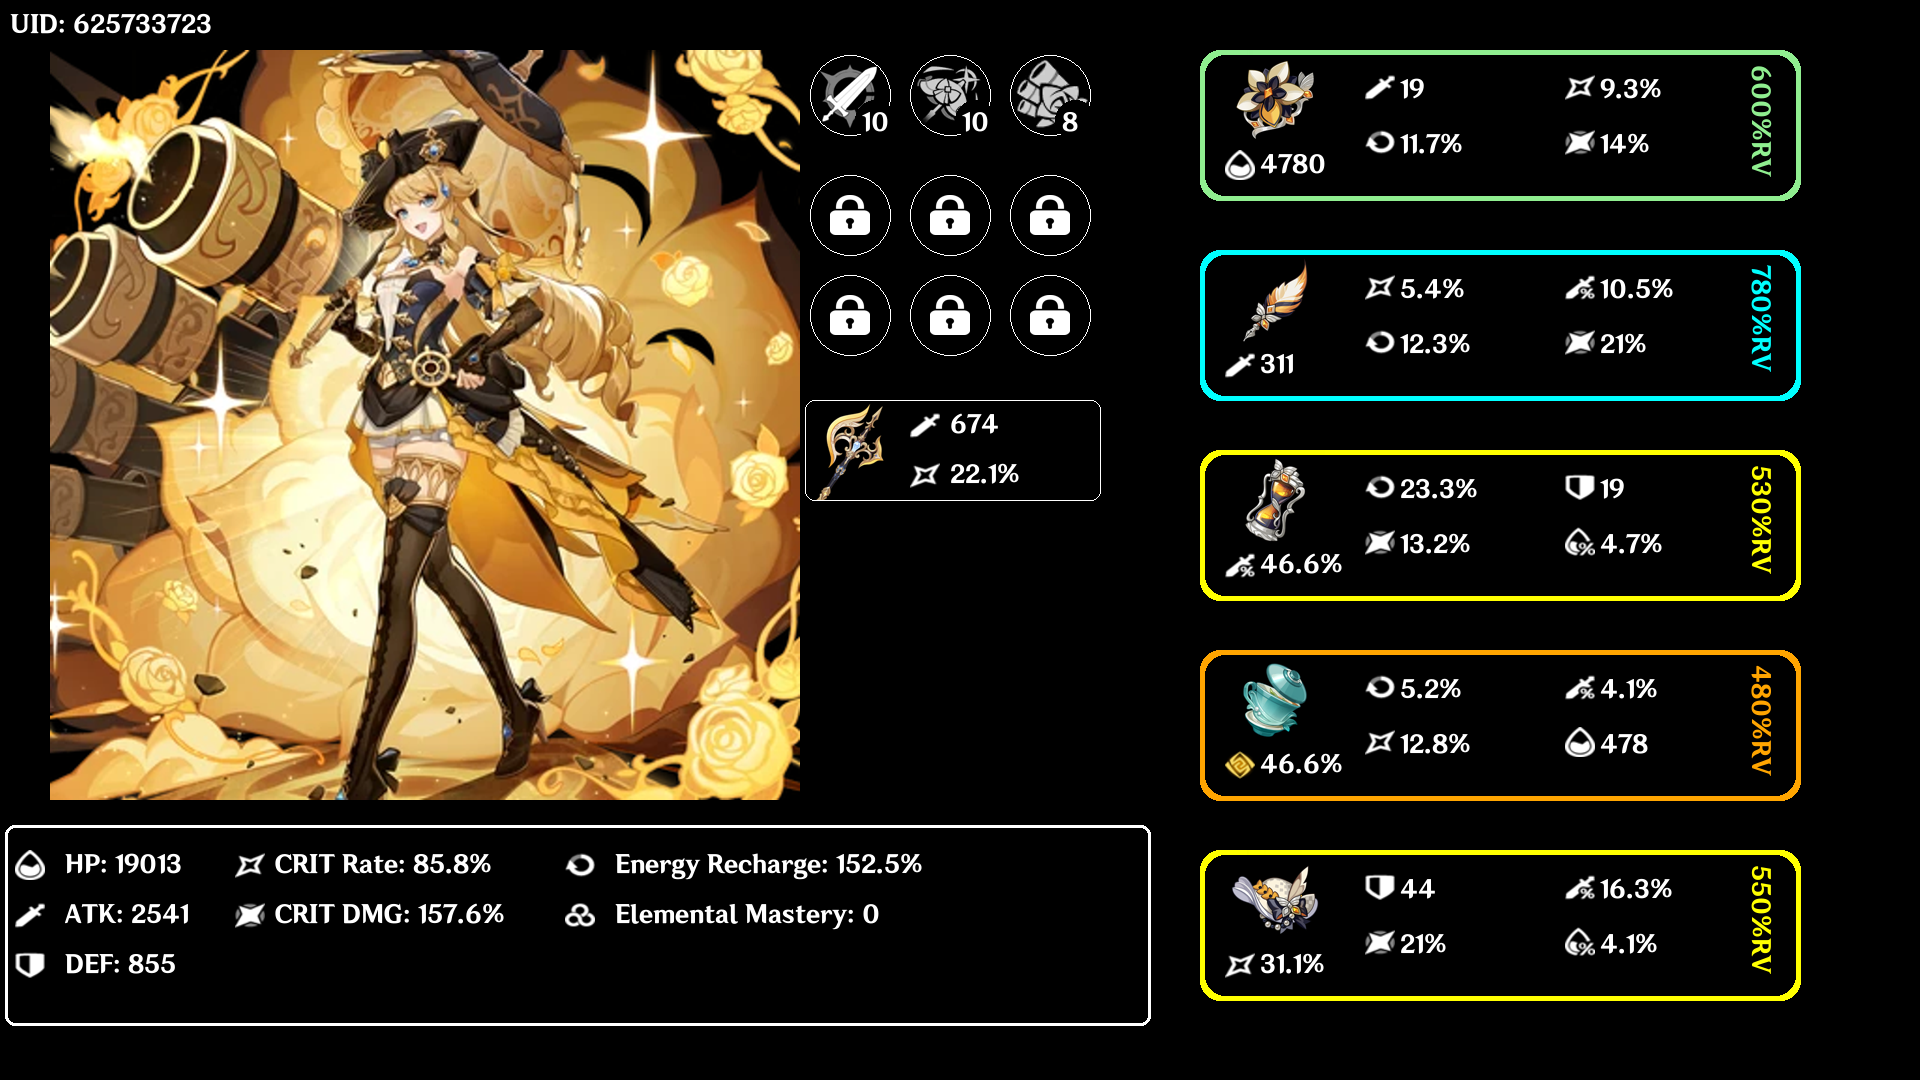 UID: 625733723
10
10
8
674
22.1%
4780
19
9.3%
11.7%
14%
600%RV
311
5.4%
10.5%
12.3%
21%
780%RV
46.6%
23.3%
19
13.2%
4.7%
530%RV
46.6%
5.2%
4.1%
12.8%
478
480%RV
31.1%
44
16.3%
21%
4.1%
550%RV
HP: 19013
CRIT Rate: 85.8%
Energy Recharge: 152.5%
ATK: 2541
CRIT DMG: 157.6%
Elemental Mastery: 0
DEF: 855